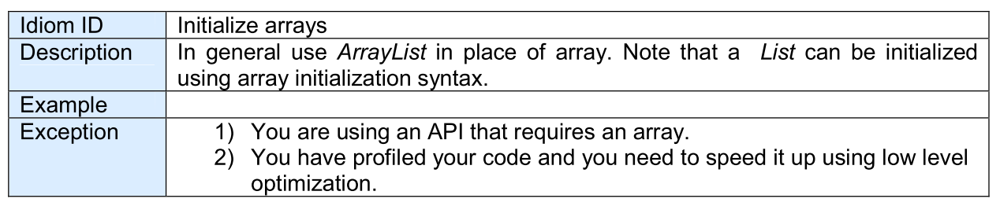 Idiom ID Initialize arrays
Description In general use ArrayList in place of array. Note that a List can be initialized
using array initialization syntax.
Example
Exception 1) You are using an API that requires an array.
2) You have profiled your code and you need to speed it up using low level
optimization.